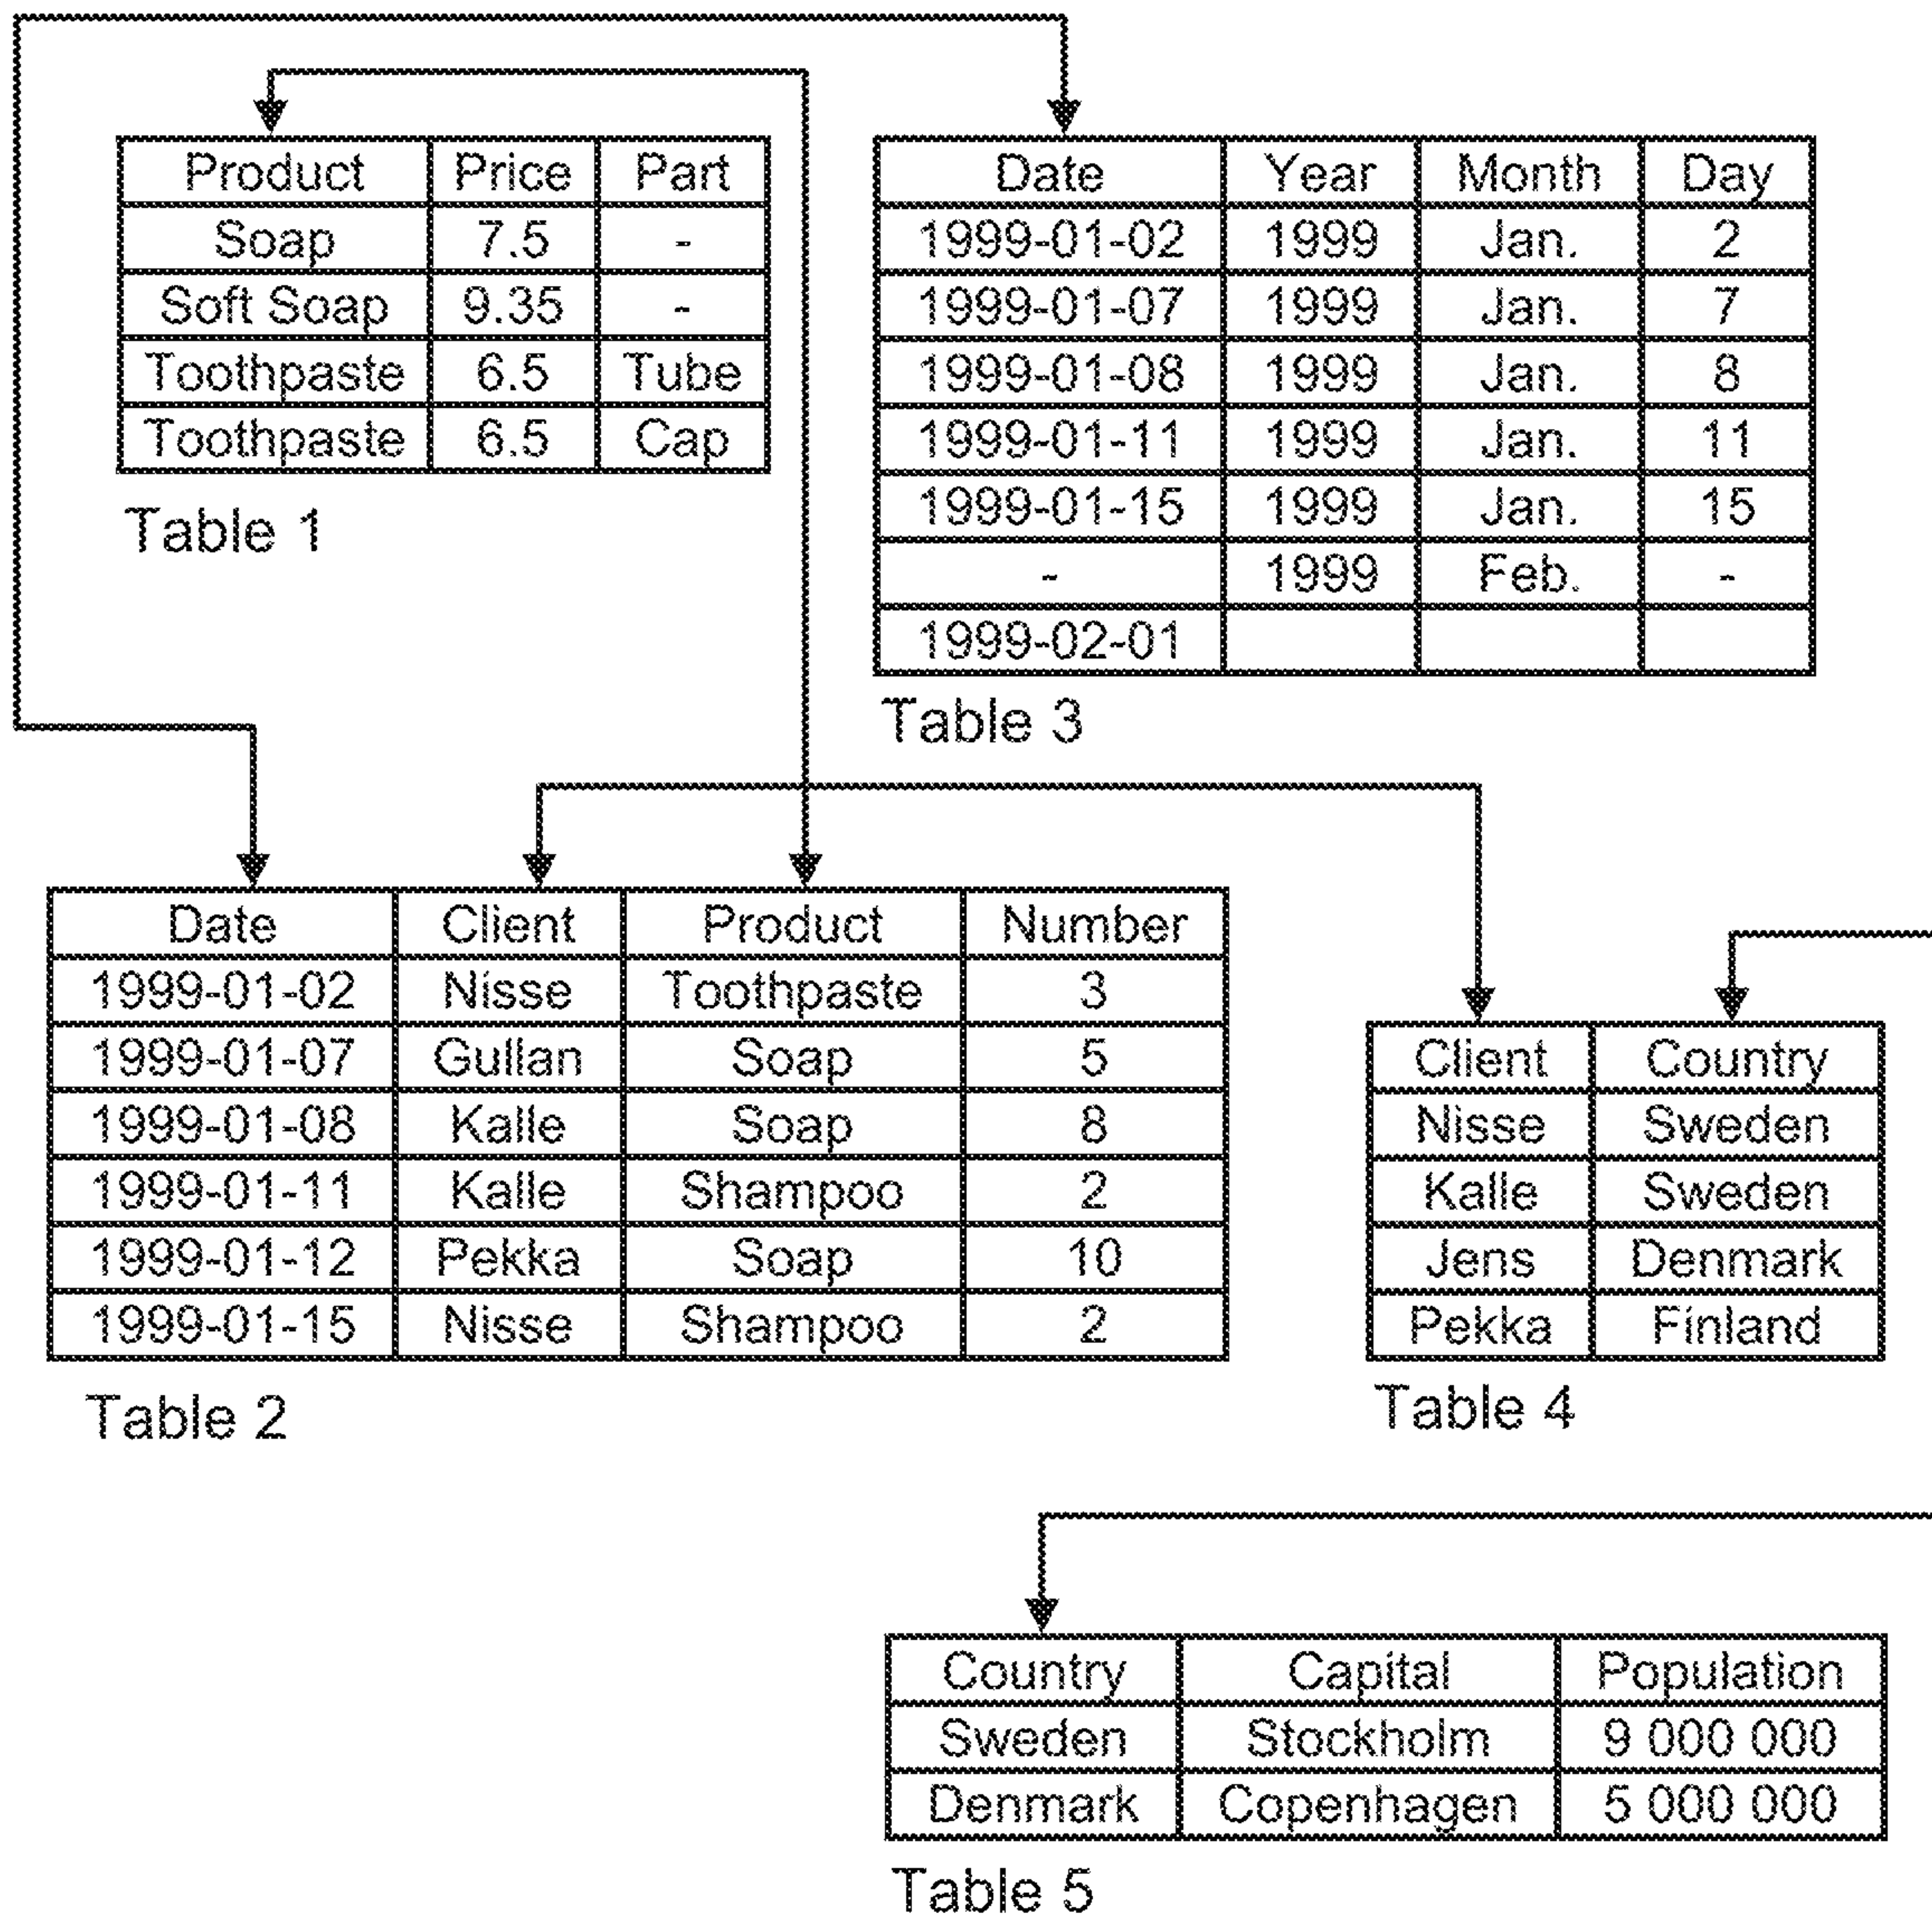 Product Price Part
Soap 7.5 -
Soft Soap 9.35 -
Toothpaste 6.5 Tube
Toothpaste 6.5 Cap
Table 1
Date Year Month Day
1999-01-02 1999 Jan. 2
1999-01-07 1999 Jan. 7
1999-01-08 1999 Jan. 8
1999-01-11 1999 Jan. 11
1999-01-15 1999 Jan. 15
- 1999 Feb. -
1999-02-01
Table 3
Date Client Product Number
1999-01-02 Nisse Toothpaste 3
1999-01-07 Gullan Soap 5
1999-01-08 Kalle Soap 8
1999-01-11 Kalle Shampoo 2
1999-01-12 Pekka Soap 10
1999-01-15 Nisse Shampoo 2
Table 2
Client Country
Nisse Sweden
Kalle Sweden
Jens Denmark
Pekka Finland
Table 4
Country Capital Population
Sweden Stockholm 9 000 000
Denmark Copenhagen 5 000 000
Table 5